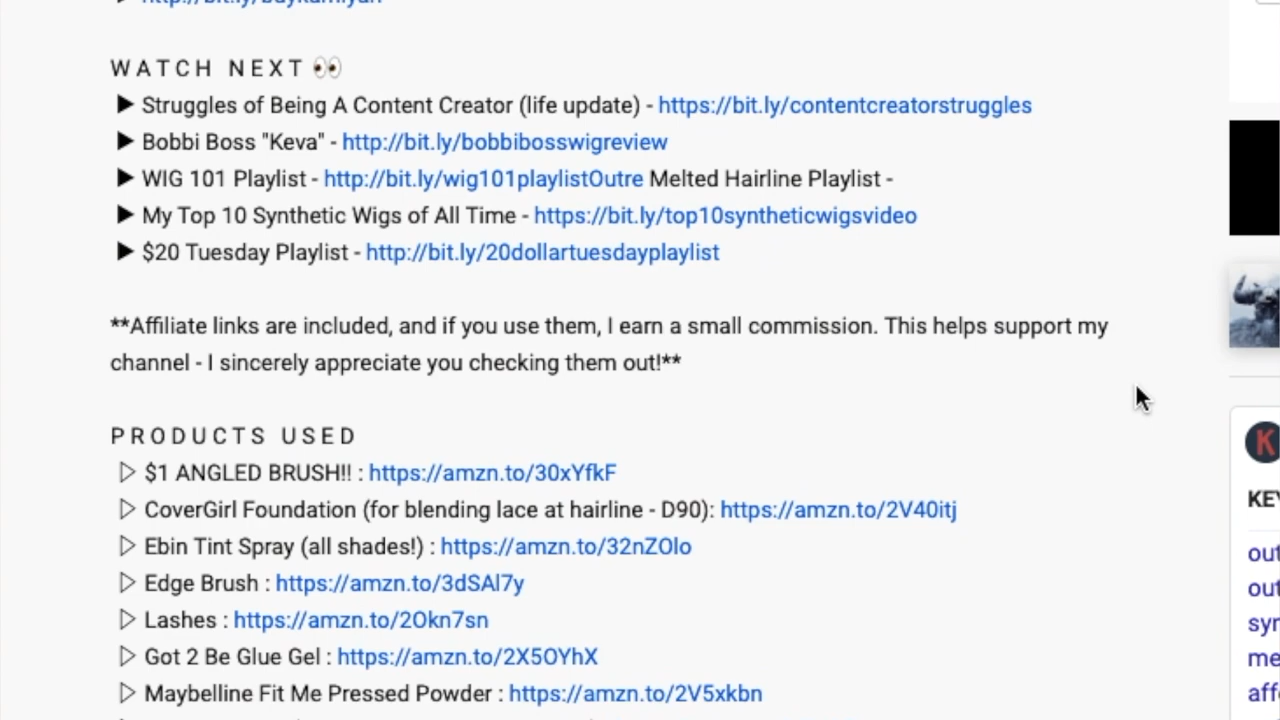 WATCH NEXT 👀
▶ Struggles of Being A Content Creator (life update) - https://bit.ly/contentcreatorstruggles
▶ Bobbi Boss "Keva" - http://bit.ly/bobbibosswigreview
▶ WIG 101 Playlist - http://bit.ly/wig101playlistOutre Melted Hairline Playlist -
▶ My Top 10 Synthetic Wigs of All Time - https://bit.ly/top10syntheticwigsvideo
▶ $20 Tuesday Playlist - http://bit.ly/20dollartuesdayplaylist
**Affiliate links are included, and if you use them, I earn a small commission. This helps support my
channel - I sincerely appreciate you checking them out!**
PRODUCTS USED
▷ $1 ANGLED BRUSH!! : https://amzn.to/30xYfkF
▷ CoverGirl Foundation (for blending lace at hairline - D90): https://amzn.to/2V40itj
▷ Ebin Tint Spray (all shades!) : https://amzn.to/32nZOlo
▷ Edge Brush : https://amzn.to/3dSAl7y
▷ Lashes : https://amzn.to/2Okn7sn
▷ Got 2 Be Glue Gel : https://amzn.to/2X5OYhX
▷ Maybelline Fit Me Pressed Powder : https://amzn.to/2V5xkbn
K
KEY
out
out
syn
me
aff